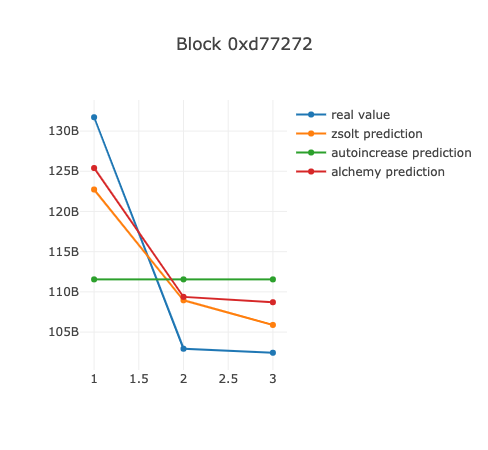 Block 0xd77272
real value
zsolt prediction
autoincrease prediction
alchemy prediction
130B
125B
120B
115B
110B
105B
1 1.5 2 2.5 3